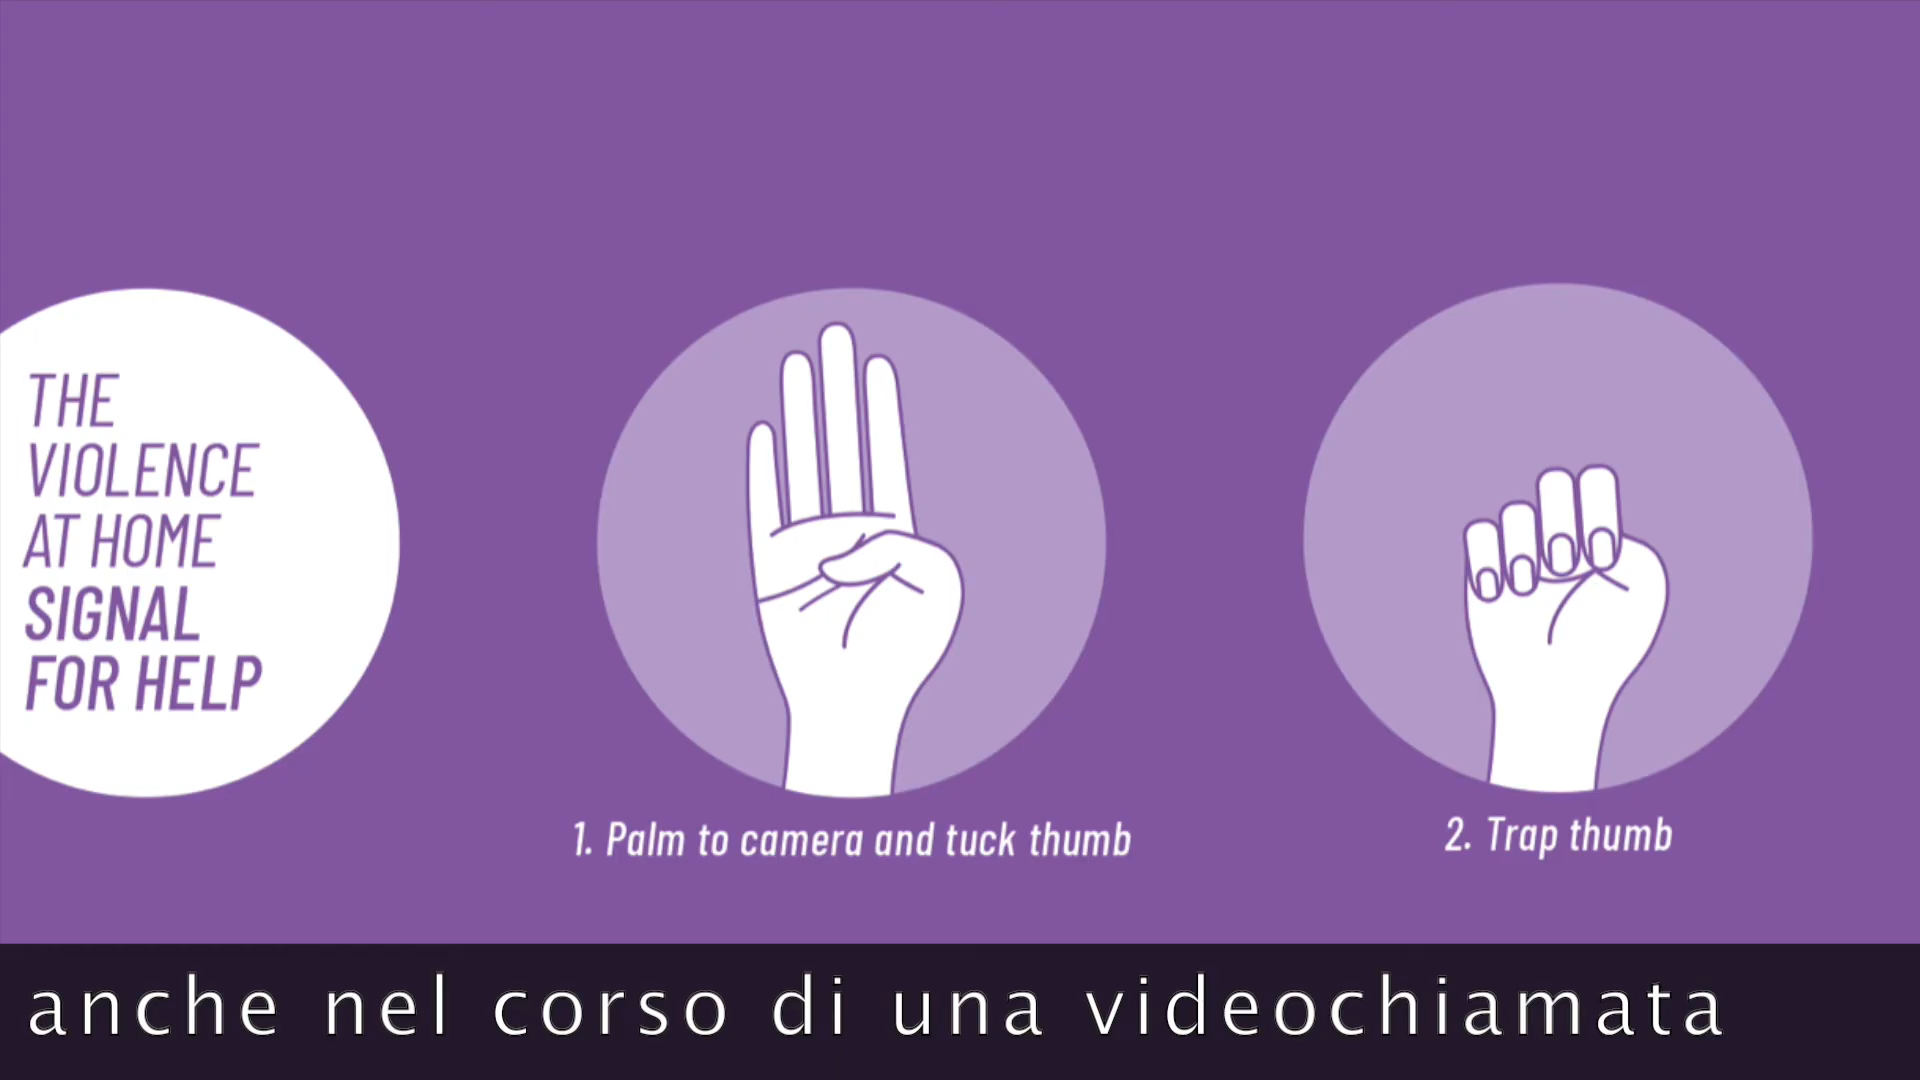 THE
VIOLENCE
AT HOME
SIGNAL
FOR HELP
1. Palm to camera and tuck thumb
2. Trap thumb
anche nel corso di una videochiamata